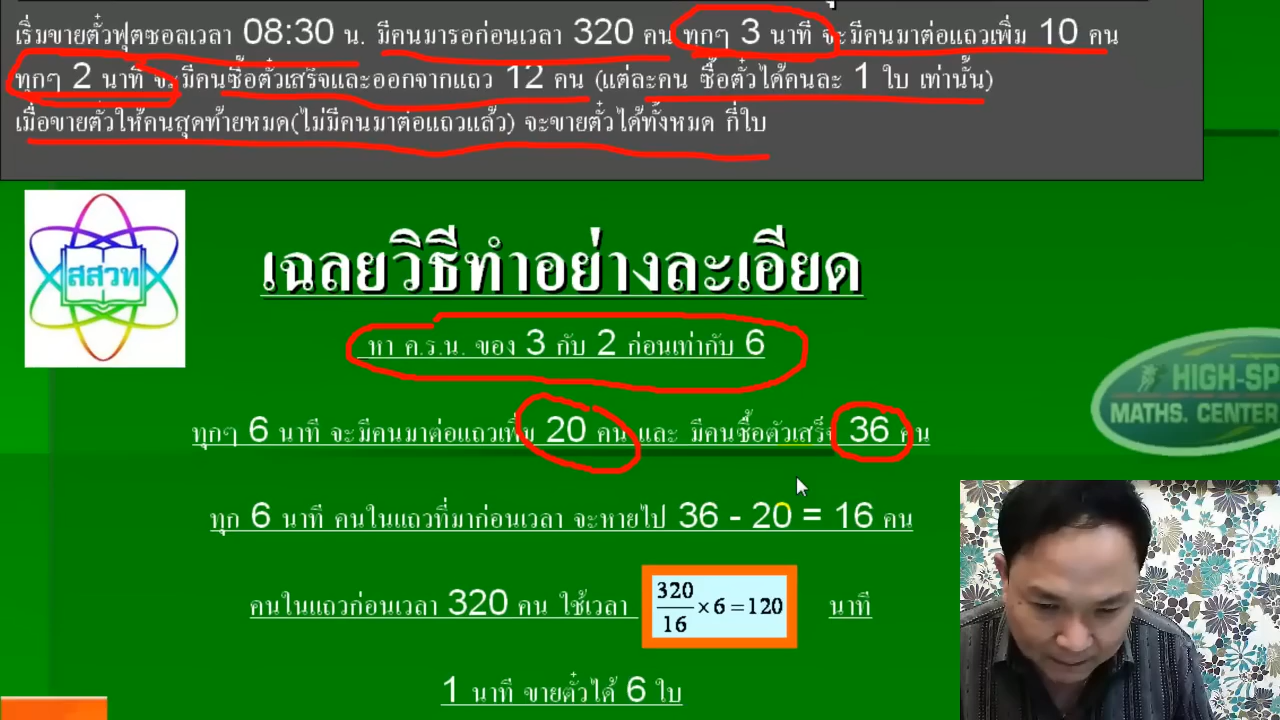 เริ่มขายตั๋วฟุตซอลเวลา 08:30 น. มีคนมารอก่อนเวลา 320 คน ทุกๆ 3 นาที จะมีคนมาต่อแถวเพิ่ม 10 คน
ทุกๆ 2 นาที จะมีคนซื้อตั๋วเสร็จและออกจากแถว 12 คน (แต่ละคน ซื้อตั๋วได้คนละ 1 ใบ เท่านั้น)
เมื่อขายตั๋วให้คนสุดท้ายหมด(ไม่มีคนมาต่อแถวแล้ว) จะขายตั๋วได้ทั้งหมด กี่ใบ
สสวท
เฉลยวิธีทำอย่างละเอียด
หา ค.ร.น. ของ 3 กับ 2 ก่อนเท่ากับ 6
HIGH-SP
MATHS. CENTER
ทุกๆ 6 นาที จะมีคนมาต่อแถวเพิ่ม 20 คน และ มีคนซื้อตั๋วเสร็จ 36 คน
ทุก 6 นาที คนในแถวที่มาก่อนเวลา จะหายไป 36 - 20 = 16 คน
คนในแถวก่อนเวลา 320 คน ใช้เวลา 320/16 × 6 = 120 นาที
1 นาที ขายตั๋วได้ 6 ใบ